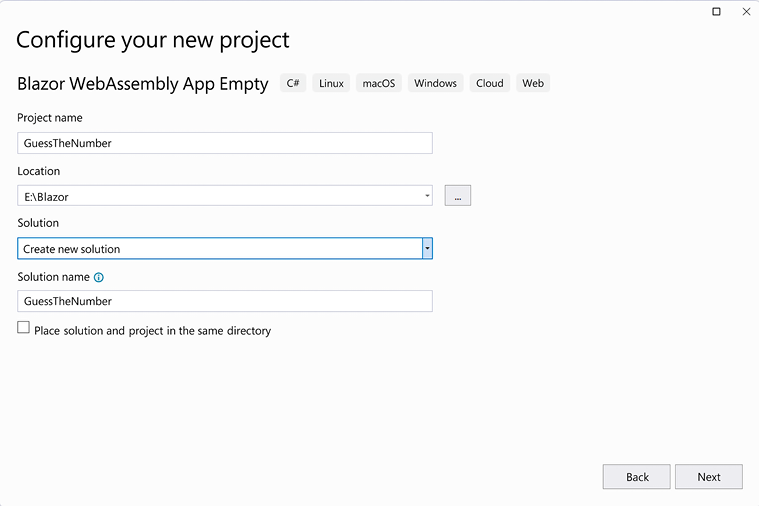 Configure your new project
Blazor WebAssembly App Empty C# Linux macOS Windows Cloud Web
Project name
GuessTheNumber
Location
E:\Blazor ...
Solution
Create new solution
Solution name
GuessTheNumber
Place solution and project in the same directory
Back Next